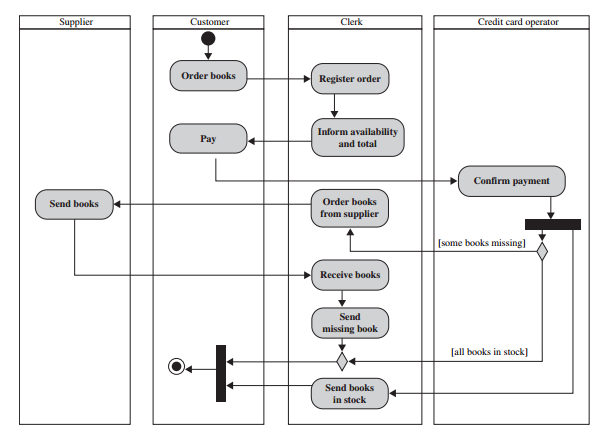 Supplier
Customer
Clerk
Credit card operator
Order books
Register order
Pay
Inform availability
and total
Confirm payment
Send books
Order books
from supplier
[some books missing]
Receive books
Send
missing book
[all books in stock]
Send books
in stock